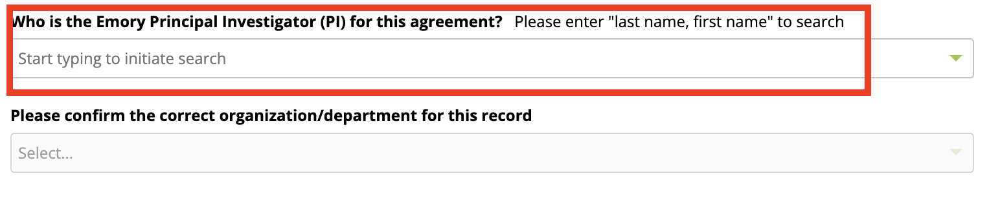 Who is the Emory Principal Investigator (PI) for this agreement? Please enter "last name, first name" to search
Start typing to initiate search
Please confirm the correct organization/department for this record
Select...